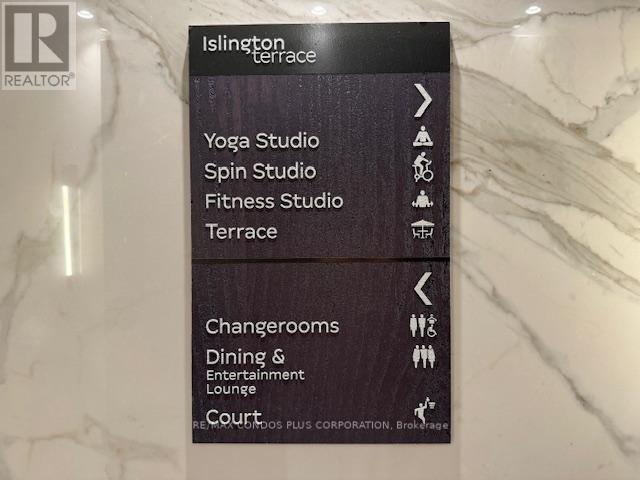 R
REALTOR®
Islington
terrace
Yoga Studio
Spin Studio
Fitness Studio
Terrace
Changerooms
Dining &
Entertainment
Lounge
Court
RE/MAX CONDOS PLUS CORPORATION, Brokerage